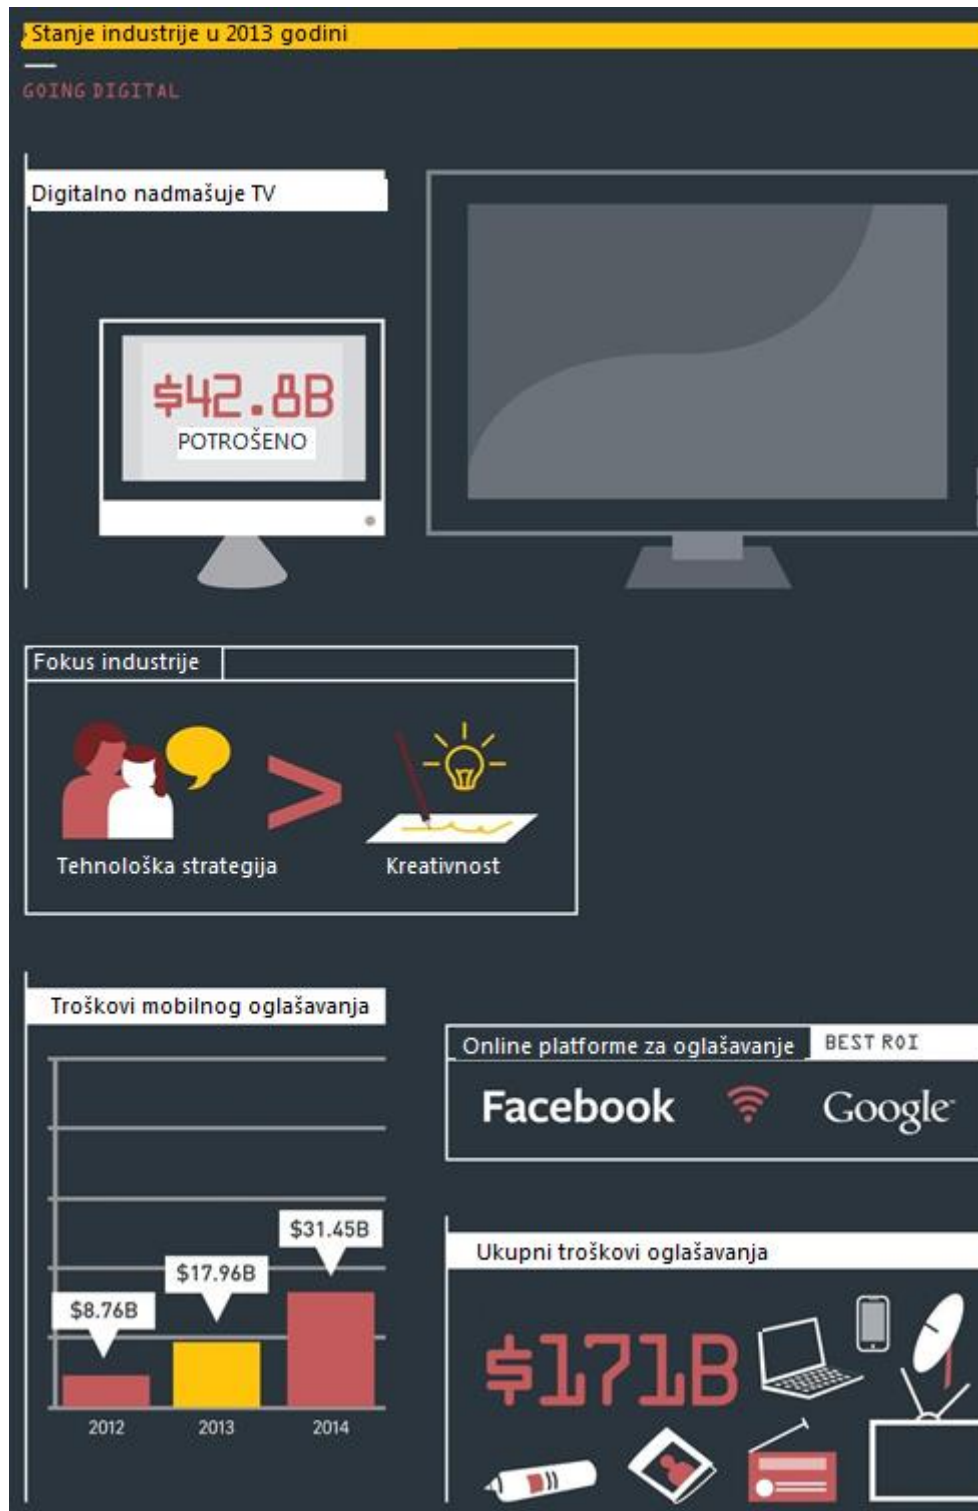 Stanje industrije u 2013 godini
GOING DIGITAL
Digitalno nadmašuje TV
$42.8B
POTROŠENO
Fokus industrije
>
Tehnološka strategija
Kreativnost
Troškovi mobilnog oglašavanja
$8.76B
$17.96B
$31.45B
2012
2013
2014
Online platforme za oglašavanje BEST ROI
Facebook
Google
Ukupni troškovi oglašavanja
$171B